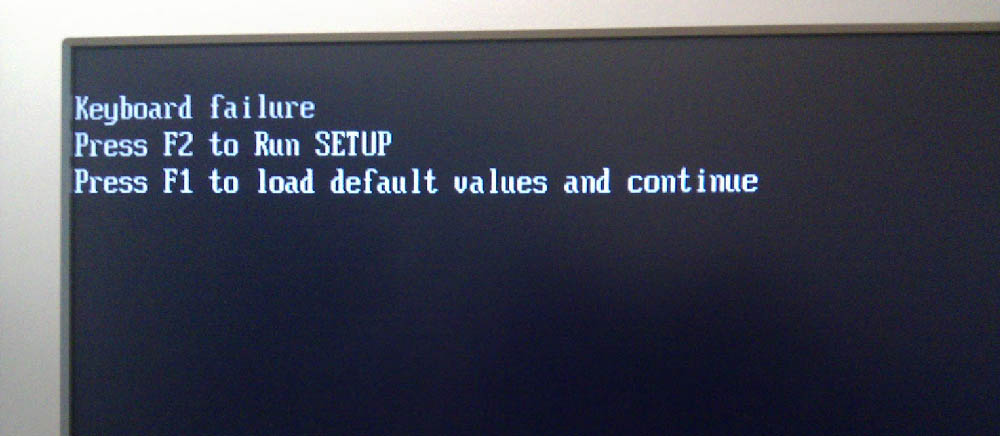 Keyboard failure
Press F2 to Run SETUP
Press F1 to load default values and continue